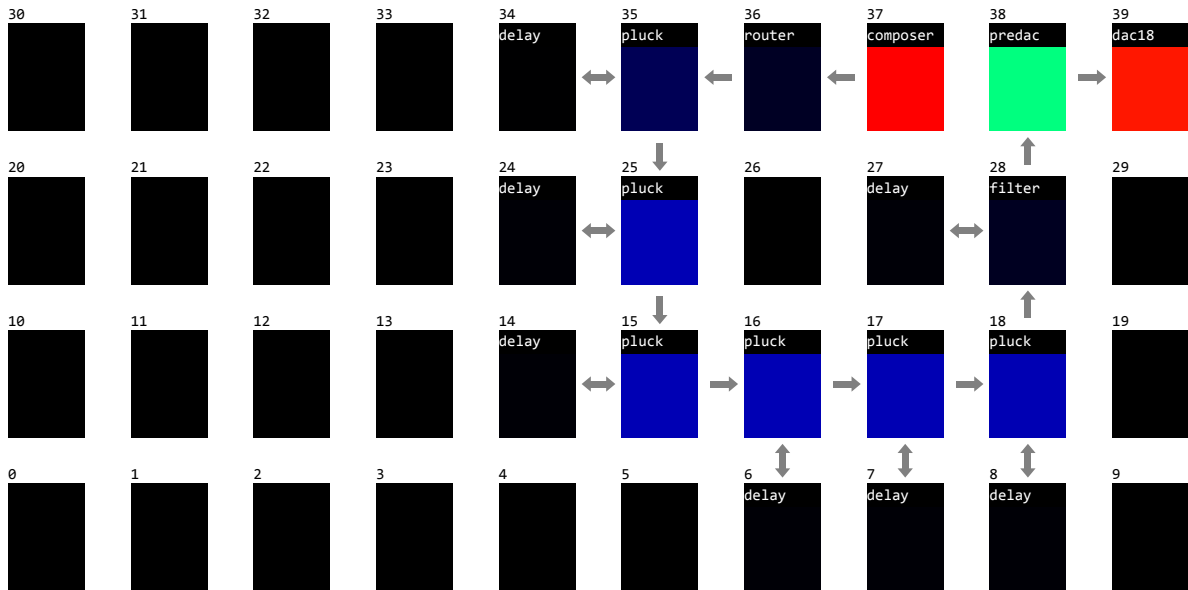 30 31 32 33 34 35 36 37 38 39
delay pluck router composer predac dac18
20 21 22 23 24 25 26 27 28 29
delay pluck delay filter
10 11 12 13 14 15 16 17 18 19
delay pluck pluck pluck pluck
0 1 2 3 4 5 6 7 8 9
delay delay delay